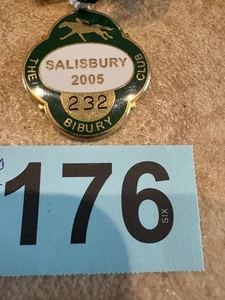 THE BIBURY CLUB
SALISBURY
2005
232
176
SIX